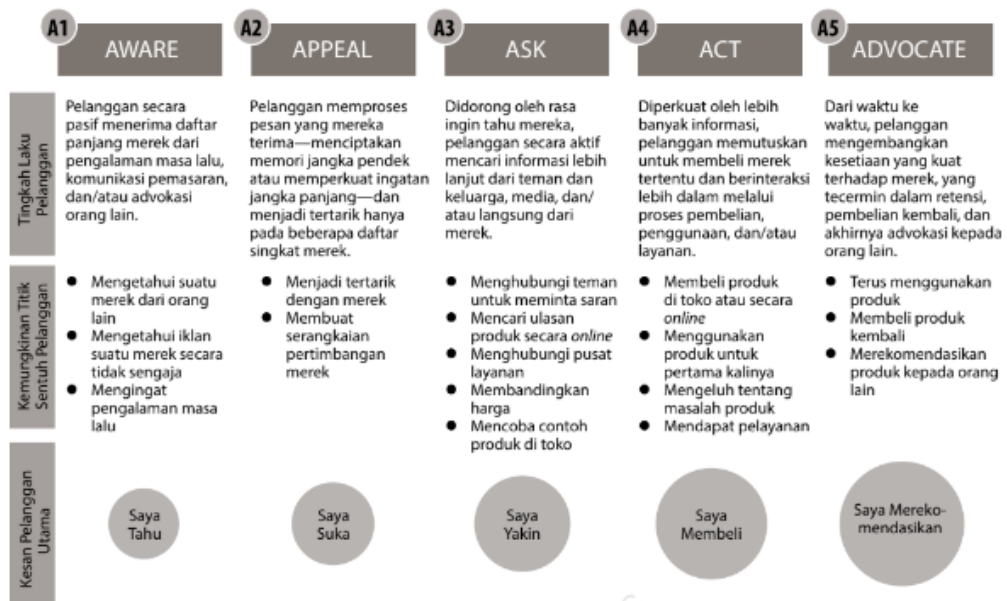 A1
AWARE
A2
APPEAL
A3
ASK
A4
ACT
A5
ADVOCATE
Tingkah Laku
Pelanggan
Pelanggan secara
pasif menerima daftar
panjang merek dari
pengalaman masa lalu,
komunikasi pemasaran,
dan/atau advokasi
orang lain.
Pelanggan memproses
pesan yang mereka
terima—menciptakan
memori jangka pendek
atau memperkuat ingatan
jangka panjang—dan
menjadi tertarik hanya
pada beberapa daftar
singkat merek.
Didorong oleh rasa
ingin tahu mereka,
pelanggan secara aktif
mencari informasi lebih
lanjut dari teman dan
keluarga, media, dan/
atau langsung dari
merek.
Diperkuat oleh lebih
banyak informasi,
pelanggan memutuskan
untuk membeli merek
tertentu dan berinteraksi
lebih dalam melalui
proses pembelian,
penggunaan, dan/atau
layanan.
Dari waktu ke
waktu, pelanggan
mengembangkan
kesetiaan yang kuat
terhadap merek, yang
tecermin dalam retensi,
pembelian kembali, dan
akhirnya advokasi kepada
orang lain.
Kemungkinan Titik
Sentuh Pelanggan
● Mengetahui suatu
merek dari orang
lain
● Mengetahui iklan
suatu merek secara
tidak sengaja
● Mengingat
pengalaman masa
lalu
● Menjadi tertarik
dengan merek
● Membuat
serangkaian
pertimbangan
merek
● Menghubungi teman
untuk meminta saran
● Mencari ulasan
produk secara online
● Menghubungi pusat
layanan
● Membandingkan
harga
● Mencoba contoh
produk di toko
● Membeli produk
di toko atau secara
online
● Menggunakan
produk untuk
pertama kalinya
● Mengeluh tentang
masalah produk
● Mendapat pelayanan
● Terus menggunakan
produk
● Membeli produk
kembali
● Merekomendasikan
produk kepada orang
lain
Kesan Pelanggan
Utama
Saya
Tahu
Saya
Suka
Saya
Yakin
Saya
Membeli
Saya Mereko-
mendasikan